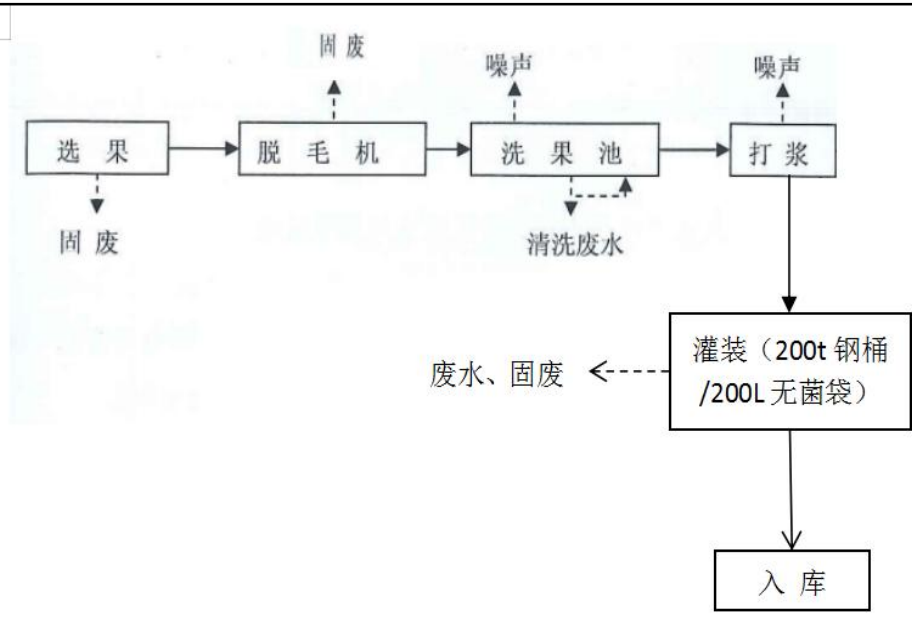 固废
噪声
噪声
选果
脱毛机
洗果池
打浆
固废
清洗废水
灌装（200t 钢桶
/200L 无菌袋）
废水、固废
入库